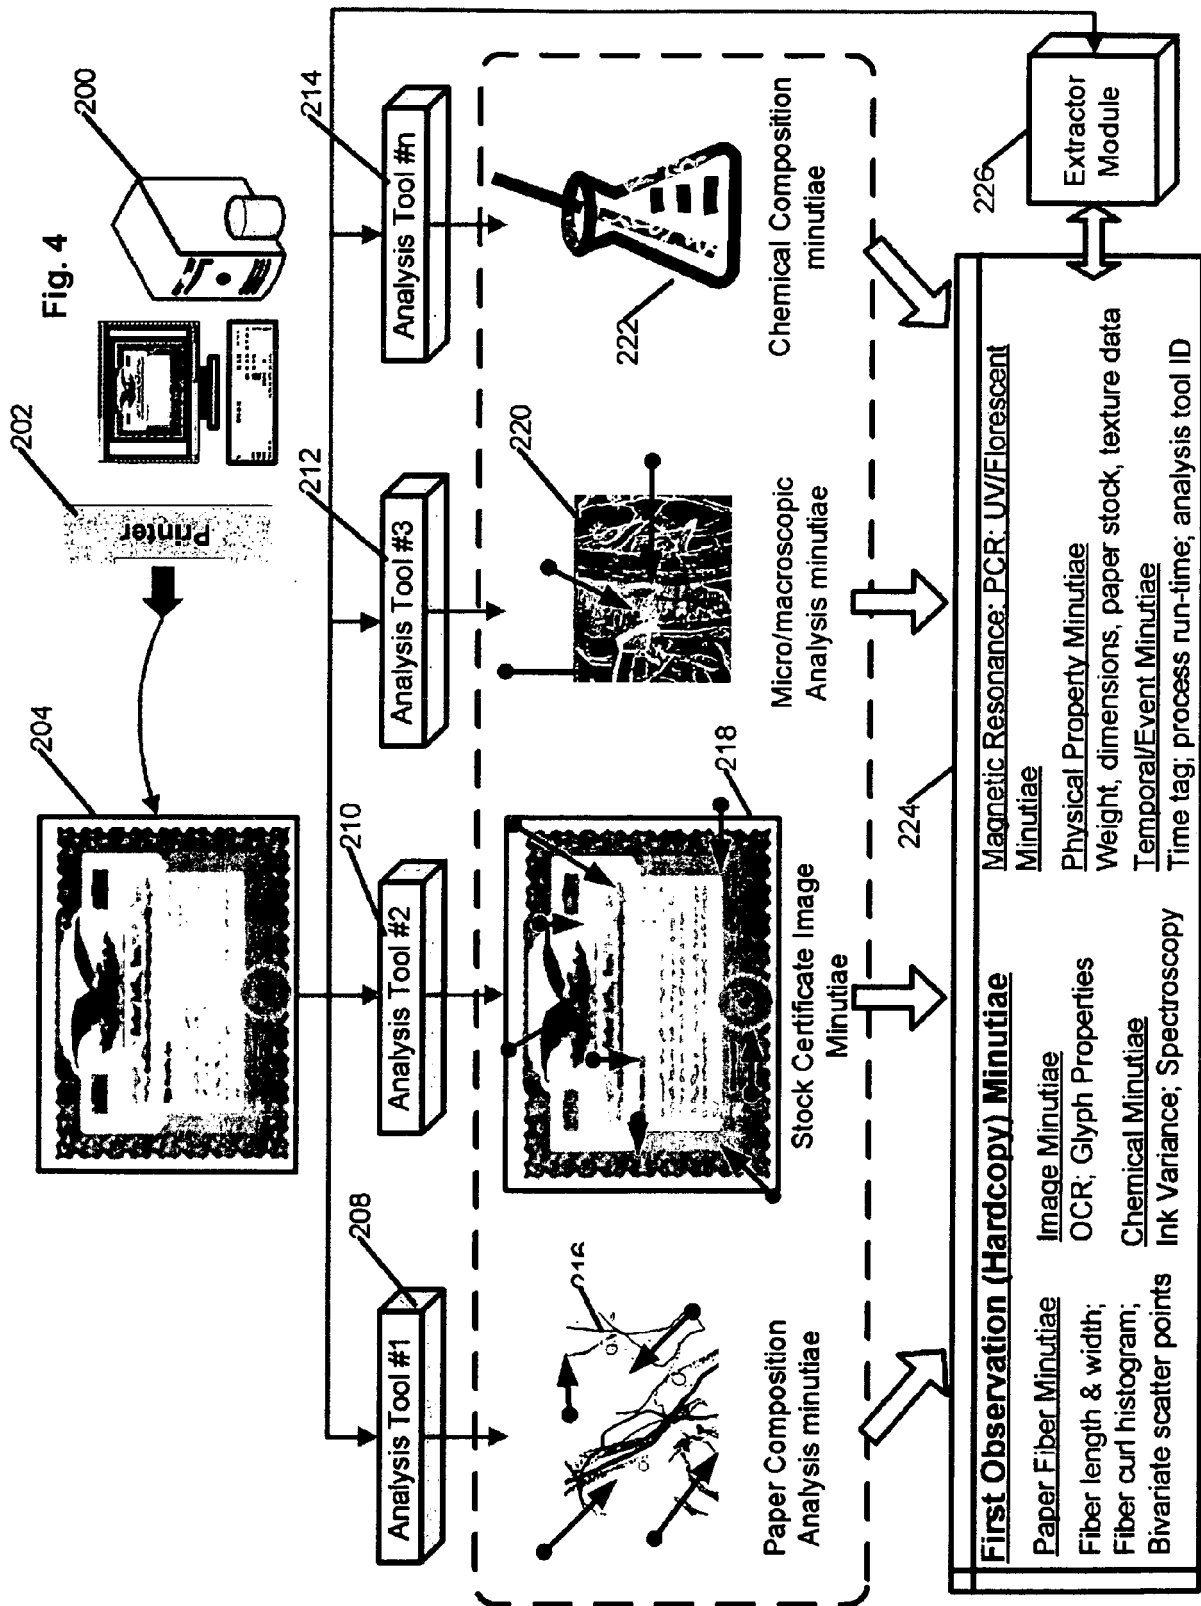 Fig. 4
200
202
Printer
204
208
210
212
214
Analysis Tool #1
Analysis Tool #2
Analysis Tool #3
Analysis Tool #n
216
218
220
222
Paper Composition
Analysis minutiae
Stock Certificate Image
Minutiae
Micro/macroscopic
Analysis minutiae
Chemical Composition
minutiae
224
226
Extractor
Module
First Observation (Hardcopy) Minutiae
Paper Fiber Minutiae
Fiber length & width;
Fiber curl histogram;
Bivariate scatter points
Image Minutiae
OCR; Glyph Properties
Chemical Minutiae
Ink Variance; Spectroscopy
Magnetic Resonance; PCR; UV/Florescent
Minutiae
Physical Property Minutiae
Weight, dimensions, paper stock, texture data
Temporal/Event Minutiae
Time tag; process run-time; analysis tool ID